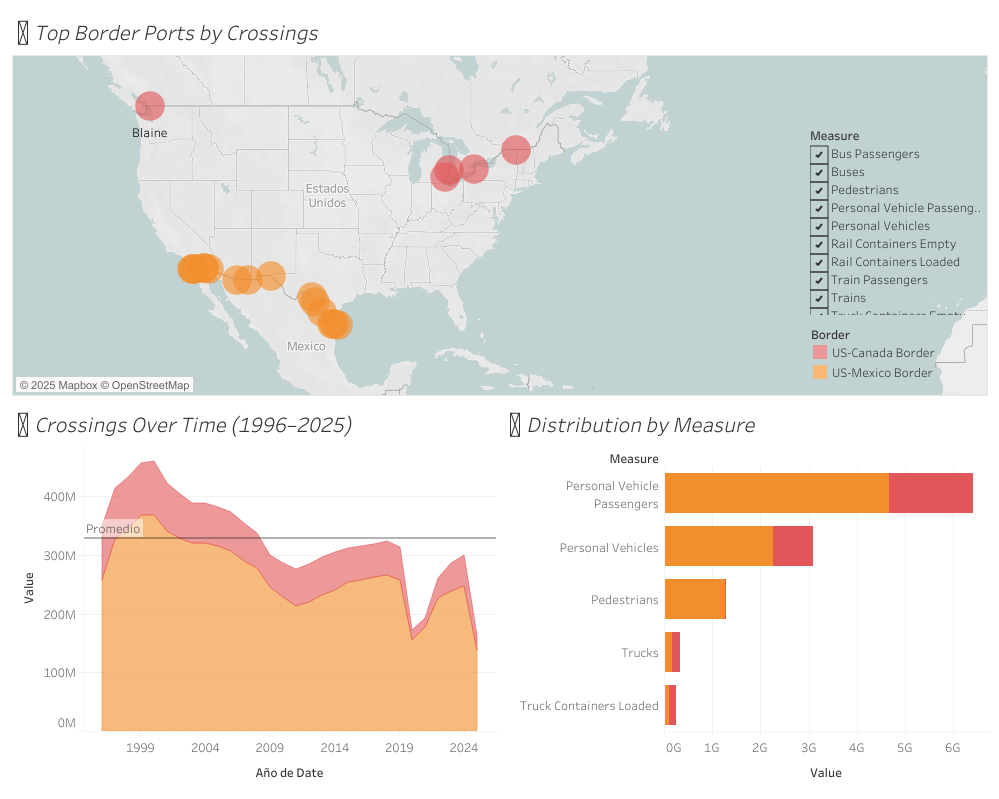 Top Border Ports by Crossings
Blaine
Estados
Unidos
Mexico
© 2025 Mapbox © OpenStreetMap
Measure
Bus Passengers
Buses
Pedestrians
Personal Vehicle Passeng..
Personal Vehicles
Rail Containers Empty
Rail Containers Loaded
Train Passengers
Trains
Truck Containers Empty
Border
US-Canada Border
US-Mexico Border
Crossings Over Time (1996–2025)
400M
300M
200M
100M
0M
Promedio
Value
1999
2004
2009
2014
2019
2024
Año de Date
Distribution by Measure
Measure
Personal Vehicle
Passengers
Personal Vehicles
Pedestrians
Trucks
Truck Containers Loaded
0G
1G
2G
3G
4G
5G
6G
Value